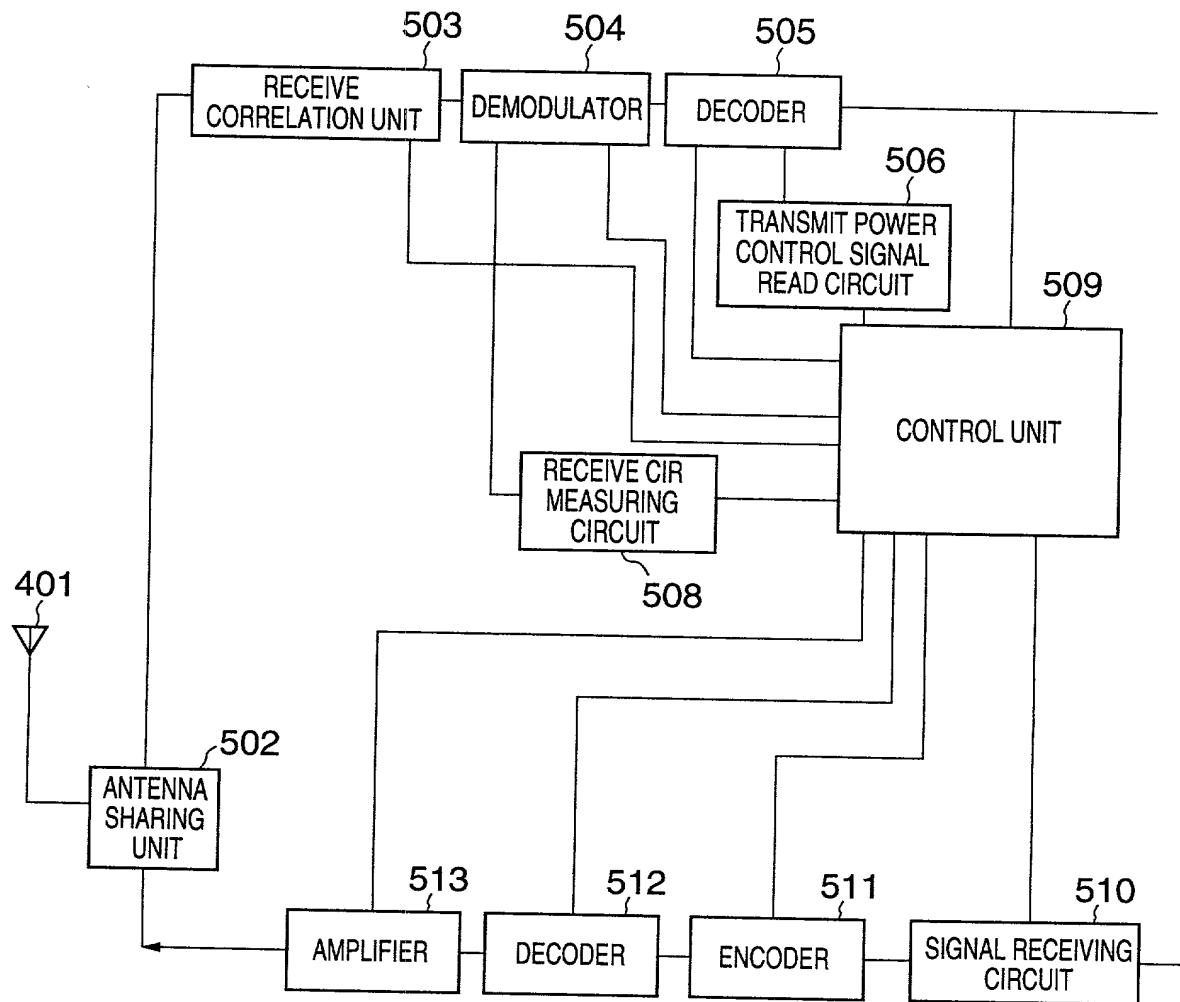 503
504
505
RECEIVE
CORRELATION UNIT
DEMODULATOR
DECODER
506
TRANSMIT POWER
CONTROL SIGNAL
READ CIRCUIT
509
CONTROL UNIT
RECEIVE CIR
MEASURING
CIRCUIT
508
401
502
ANTENNA
SHARING
UNIT
513
512
511
510
AMPLIFIER
DECODER
ENCODER
SIGNAL RECEIVING
CIRCUIT